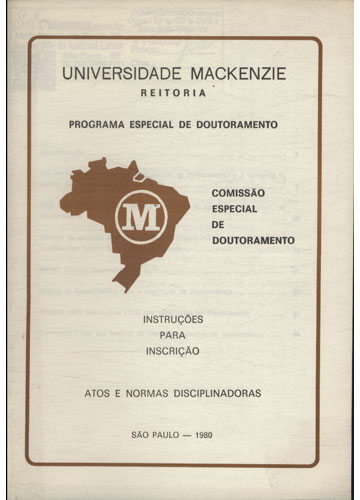 UNIVERSIDADE MACKENZIE
REITORIA
PROGRAMA ESPECIAL DE DOUTORAMENTO
COMISSÃO
ESPECIAL
DE
DOUTORAMENTO
M
INSTRUÇÕES
PARA
INSCRIÇÃO
ATOS E NORMAS DISCIPLINADORAS
SÃO PAULO — 1980